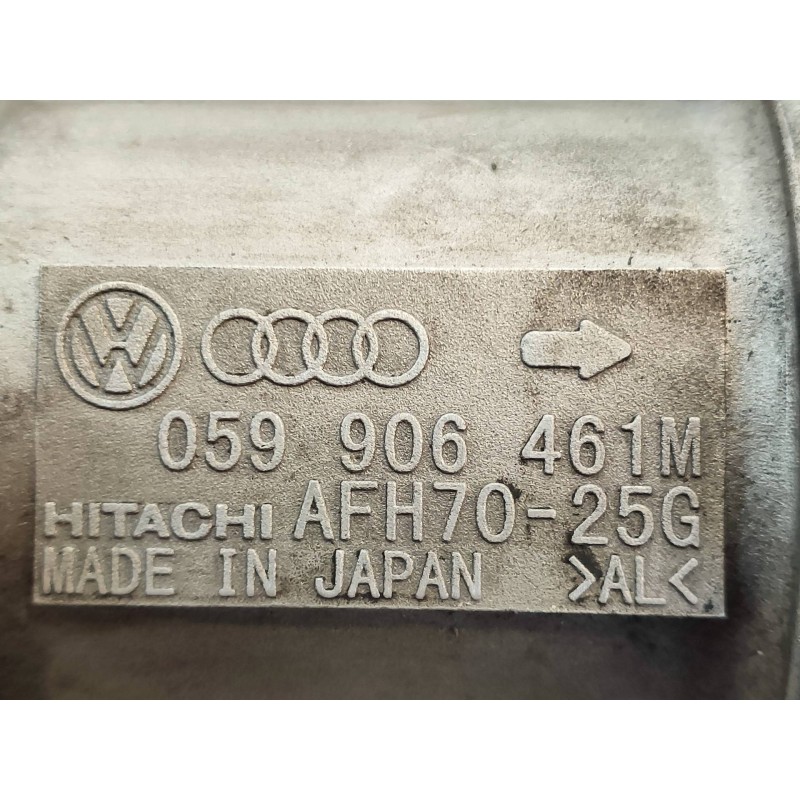 059 906 461M
HITACHI AFH70-25G
MADE IN JAPAN >AL<